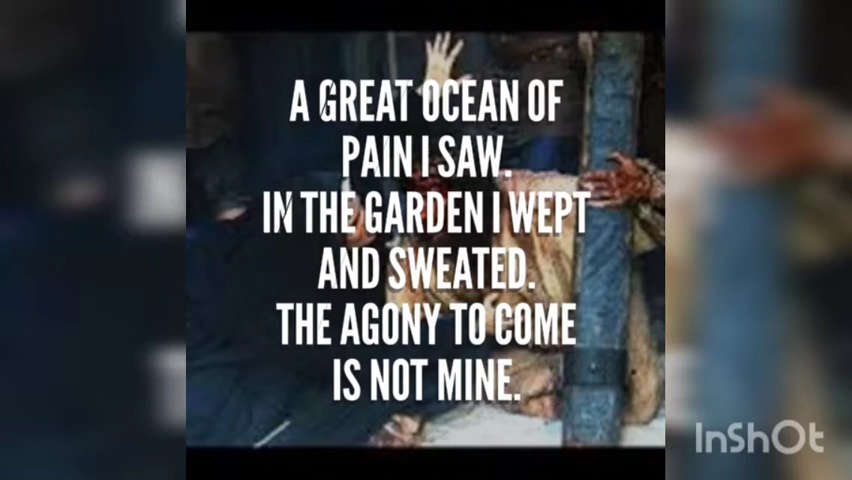 A GREAT OCEAN OF
PAIN I SAW.
IN THE GARDEN I WEPT
AND SWEATED.
THE AGONY TO COME
IS NOT MINE.
InShOt